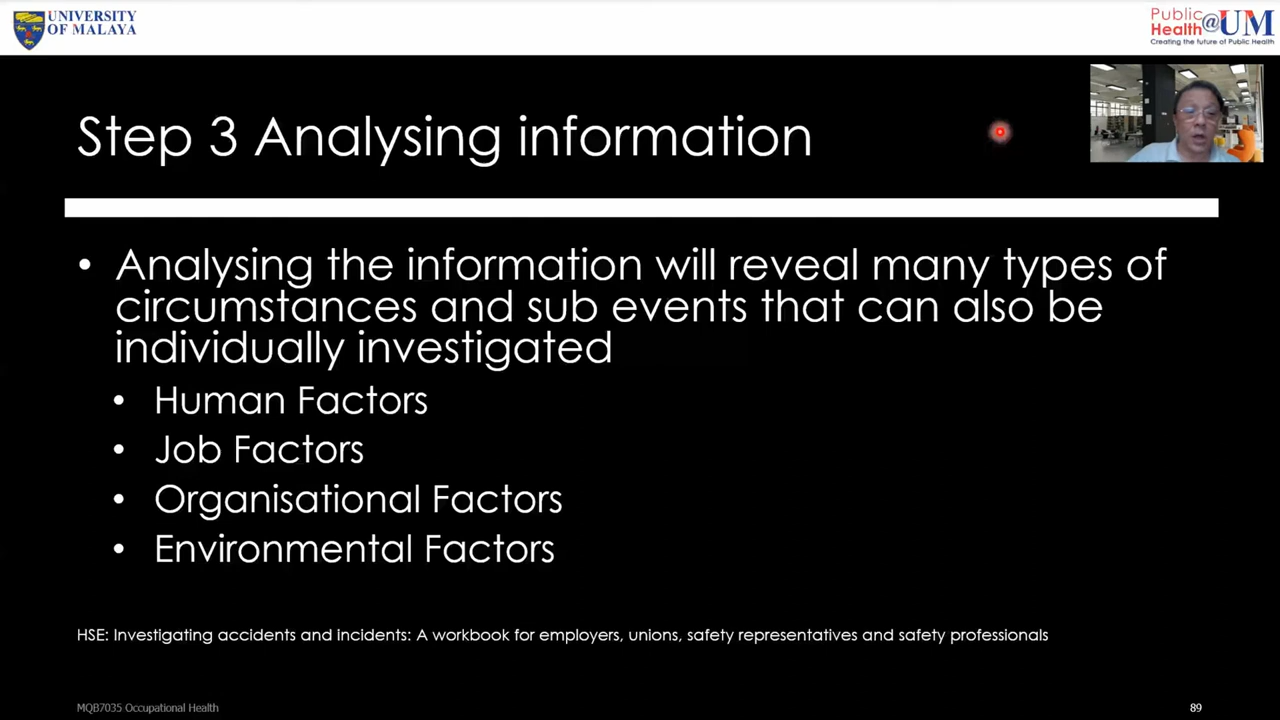 UNIVERSITY
OF MALAYA
Public
Health@UM
Creating the future of Public Health
Step 3 Analysing information
• Analysing the information will reveal many types of
circumstances and sub events that can also be
individually investigated
• Human Factors
• Job Factors
• Organisational Factors
• Environmental Factors
HSE: Investigating accidents and incidents: A workbook for employers, unions, safety representatives and safety professionals
MQB7035 Occupational Health
89